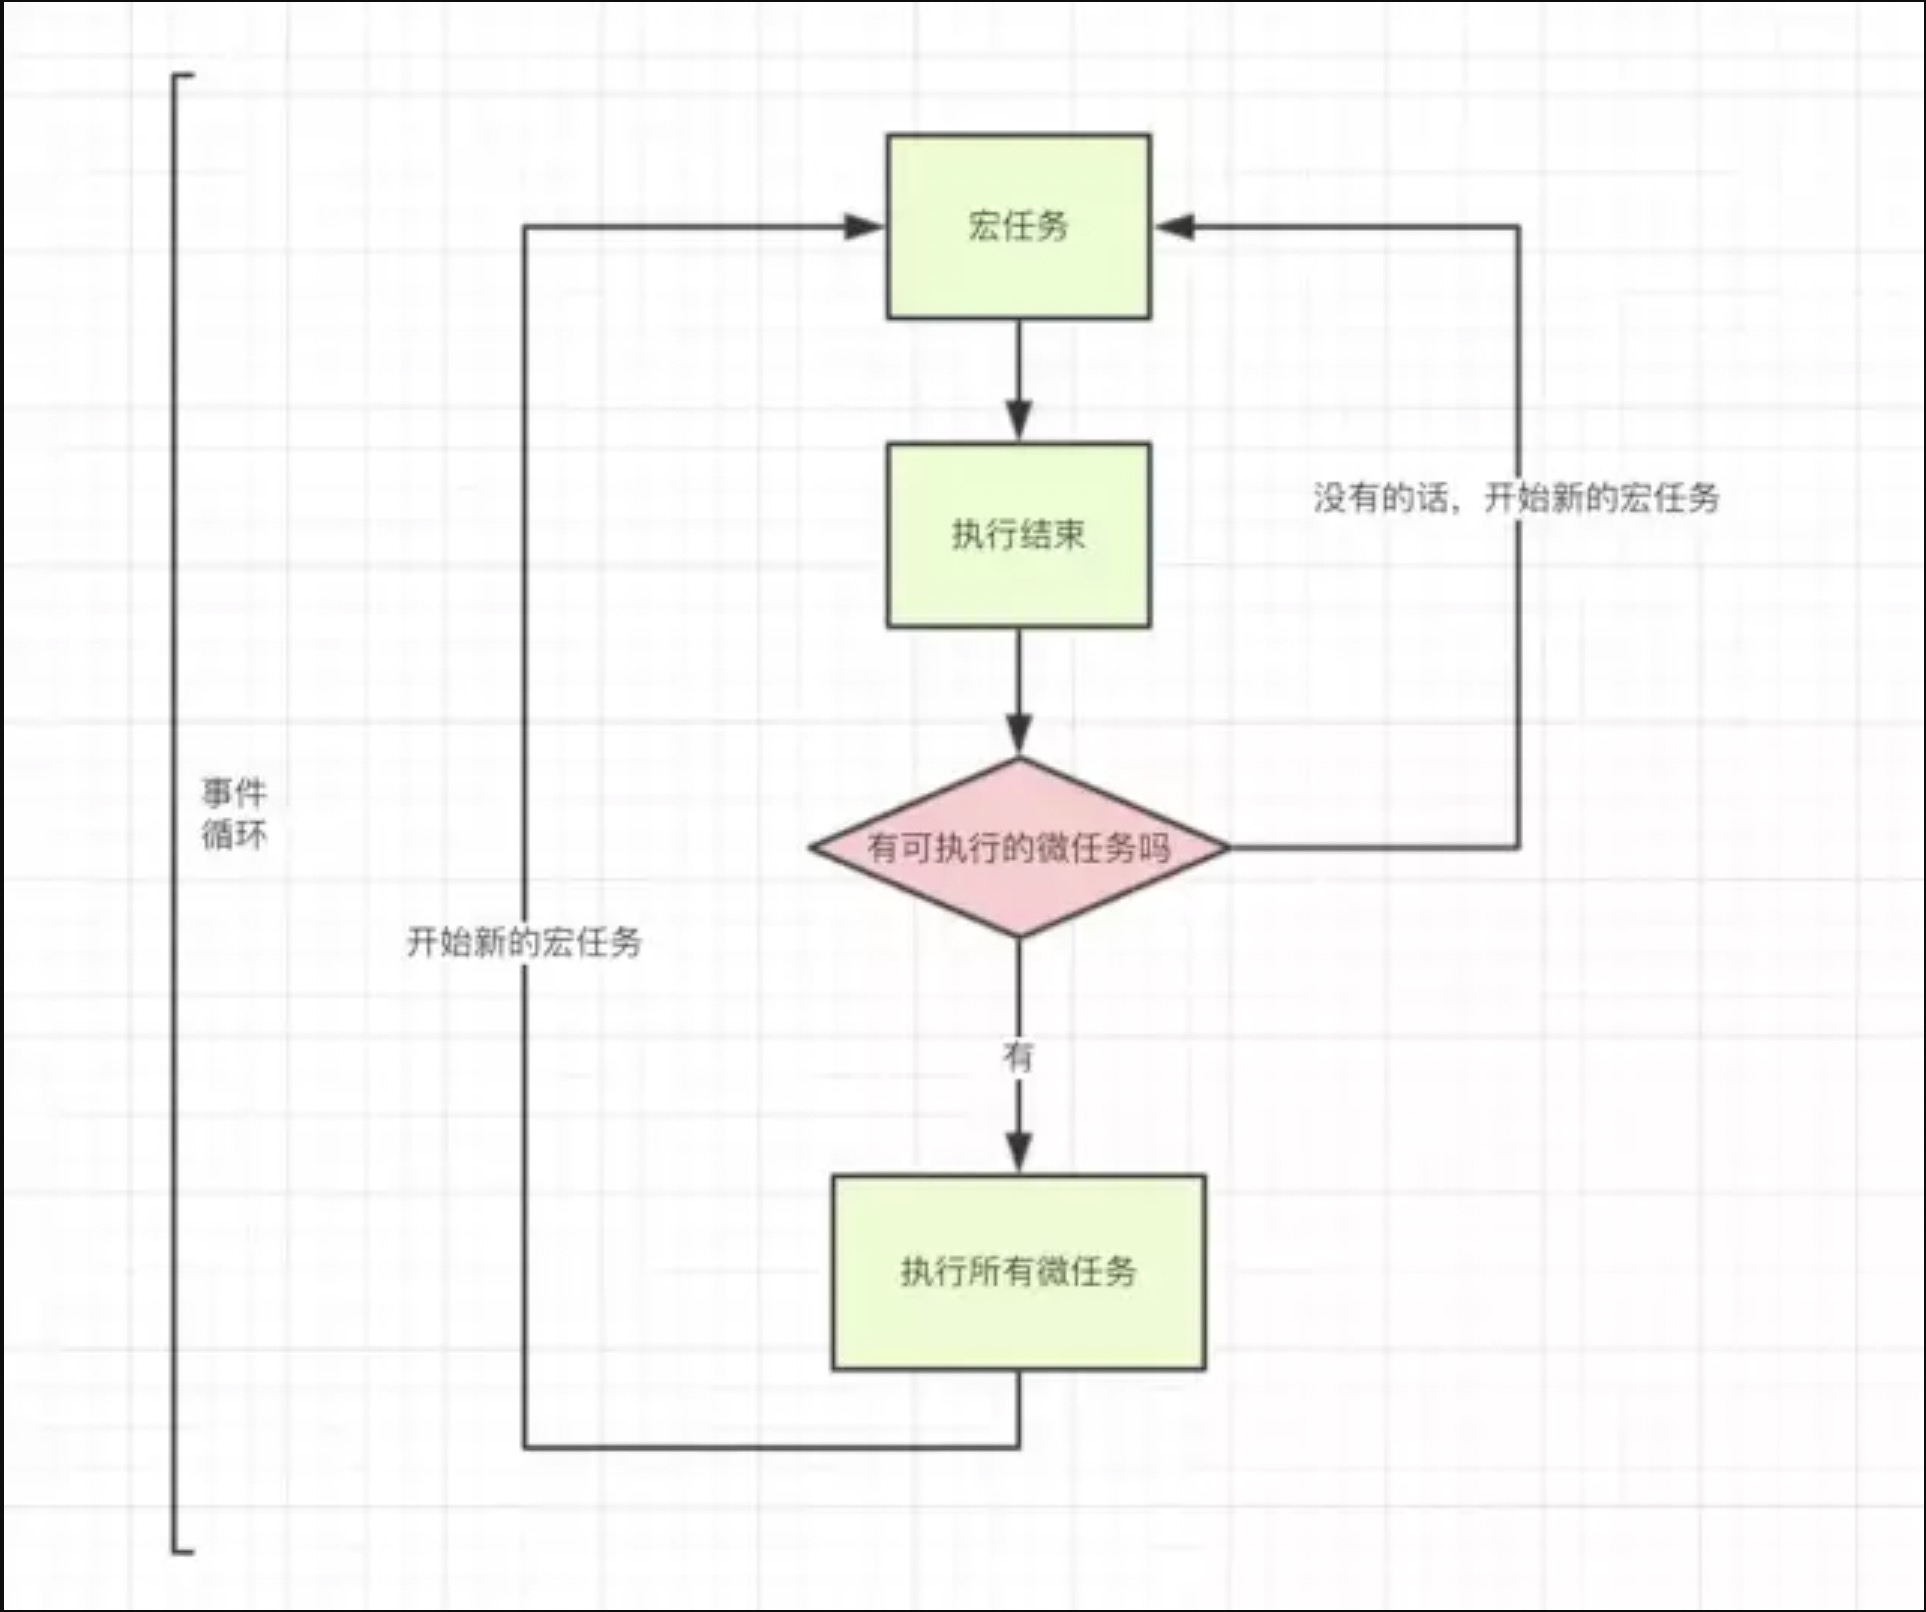 宏任务
没有的话，开始新的宏任务
执行结束
事件
循环
有可执行的微任务吗
开始新的宏任务
有
执行所有微任务